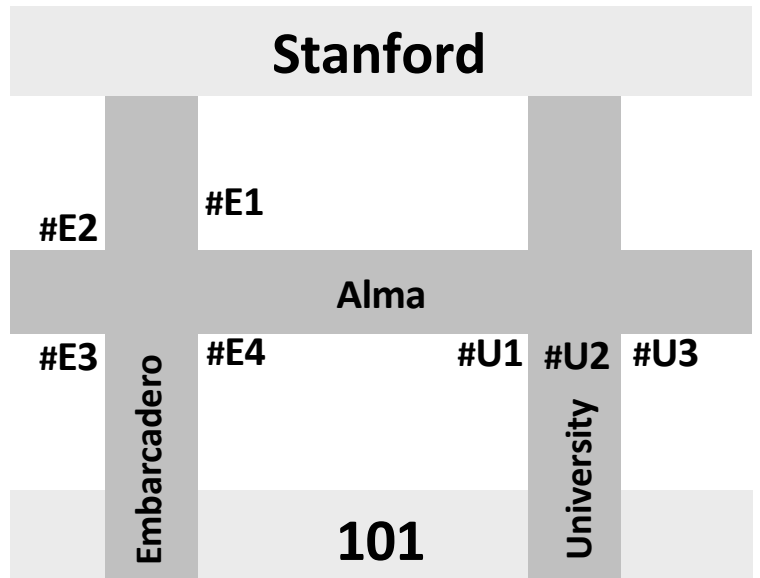 Stanford
#E1
#E2
Alma
#E3
#E4
#U1
#U2
#U3
Embarcadero
University
101